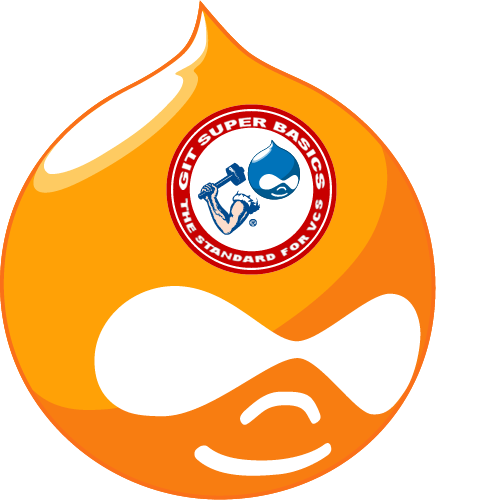 GIT SUPER BASICS
THE STANDARD FOR VCS
®